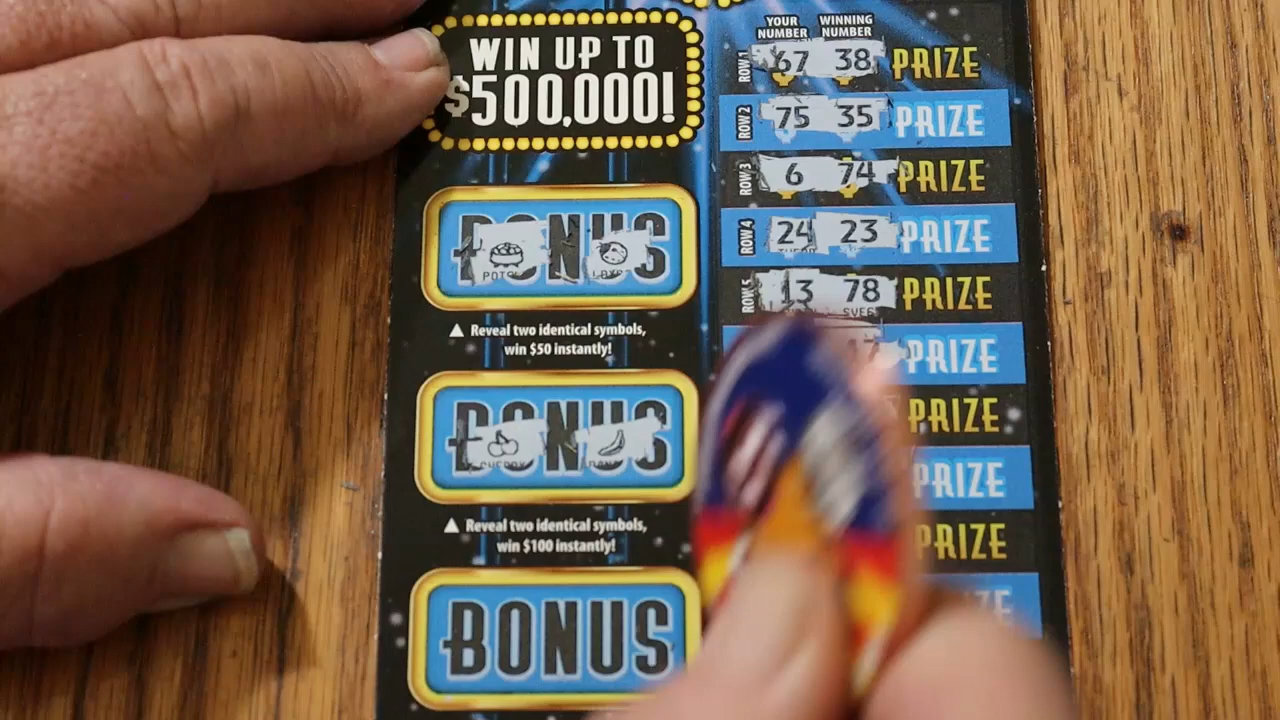 WIN UP TO
$500,000!
BONUS
▲ Reveal two identical symbols,
win $50 instantly!
BONUS
▲ Reveal two identical symbols,
win $100 instantly!
BONUS
YOUR NUMBER WINNING NUMBER
ROW 1 67 38 PRIZE
ROW 2 75 35 PRIZE
ROW 3 6 74 PRIZE
ROW 4 24 23 PRIZE
ROW 5 13 78 PRIZE
PRIZE
PRIZE
PRIZE
PRIZE